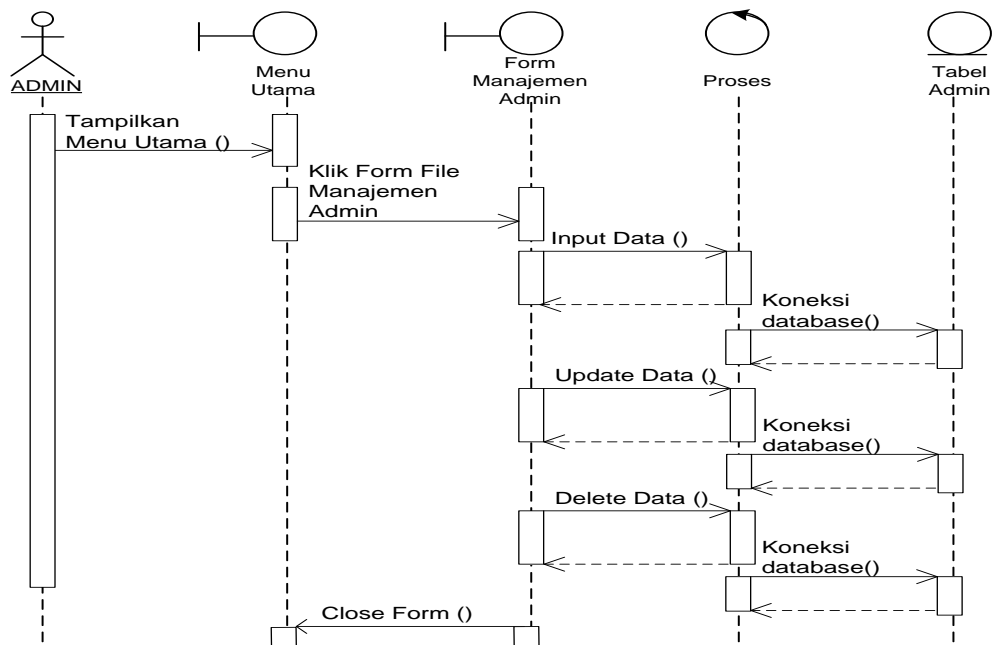 ADMIN
Menu
Utama
Form
Manajemen
Admin
Proses
Tabel
Admin
Tampilkan
Menu Utama ()
Klik Form File
Manajemen
Admin
Input Data ()
Koneksi
database()
Update Data ()
Koneksi
database()
Delete Data ()
Koneksi
database()
Close Form ()